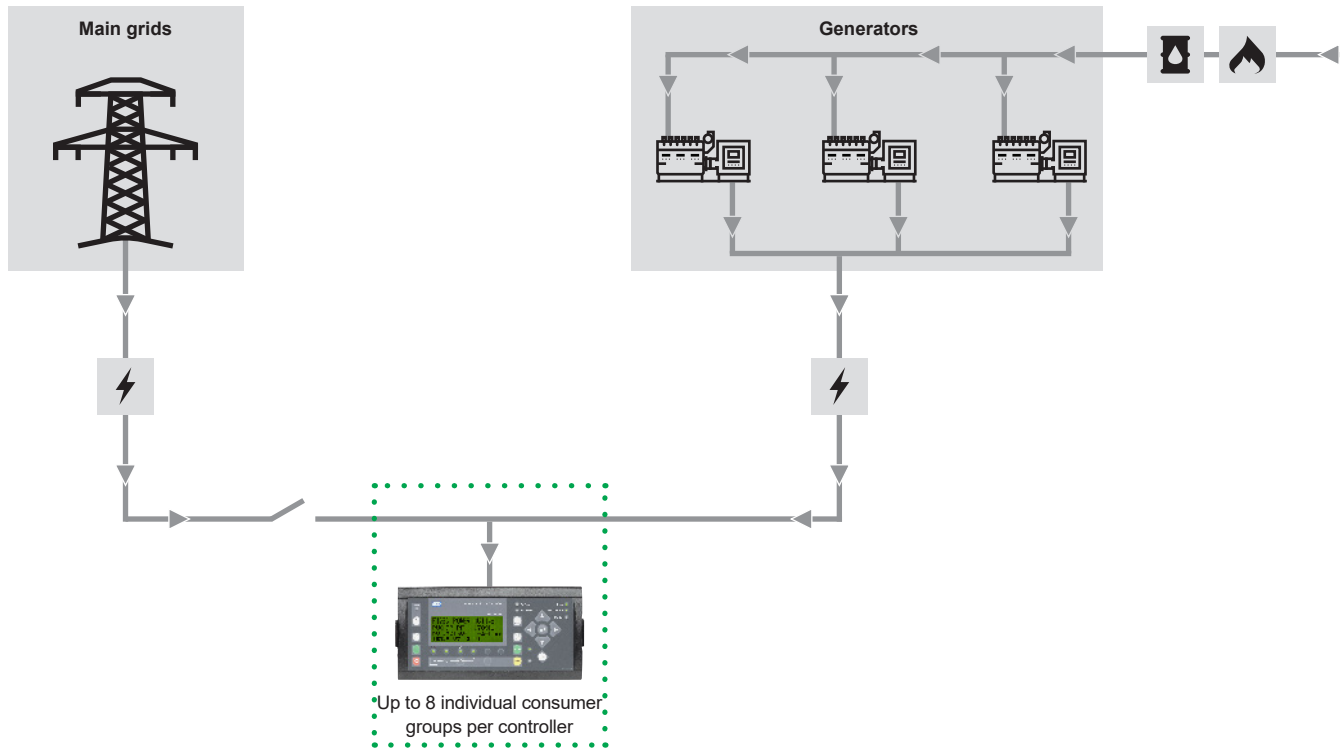 Main grids
Generators
Up to 8 individual consumer
groups per controller